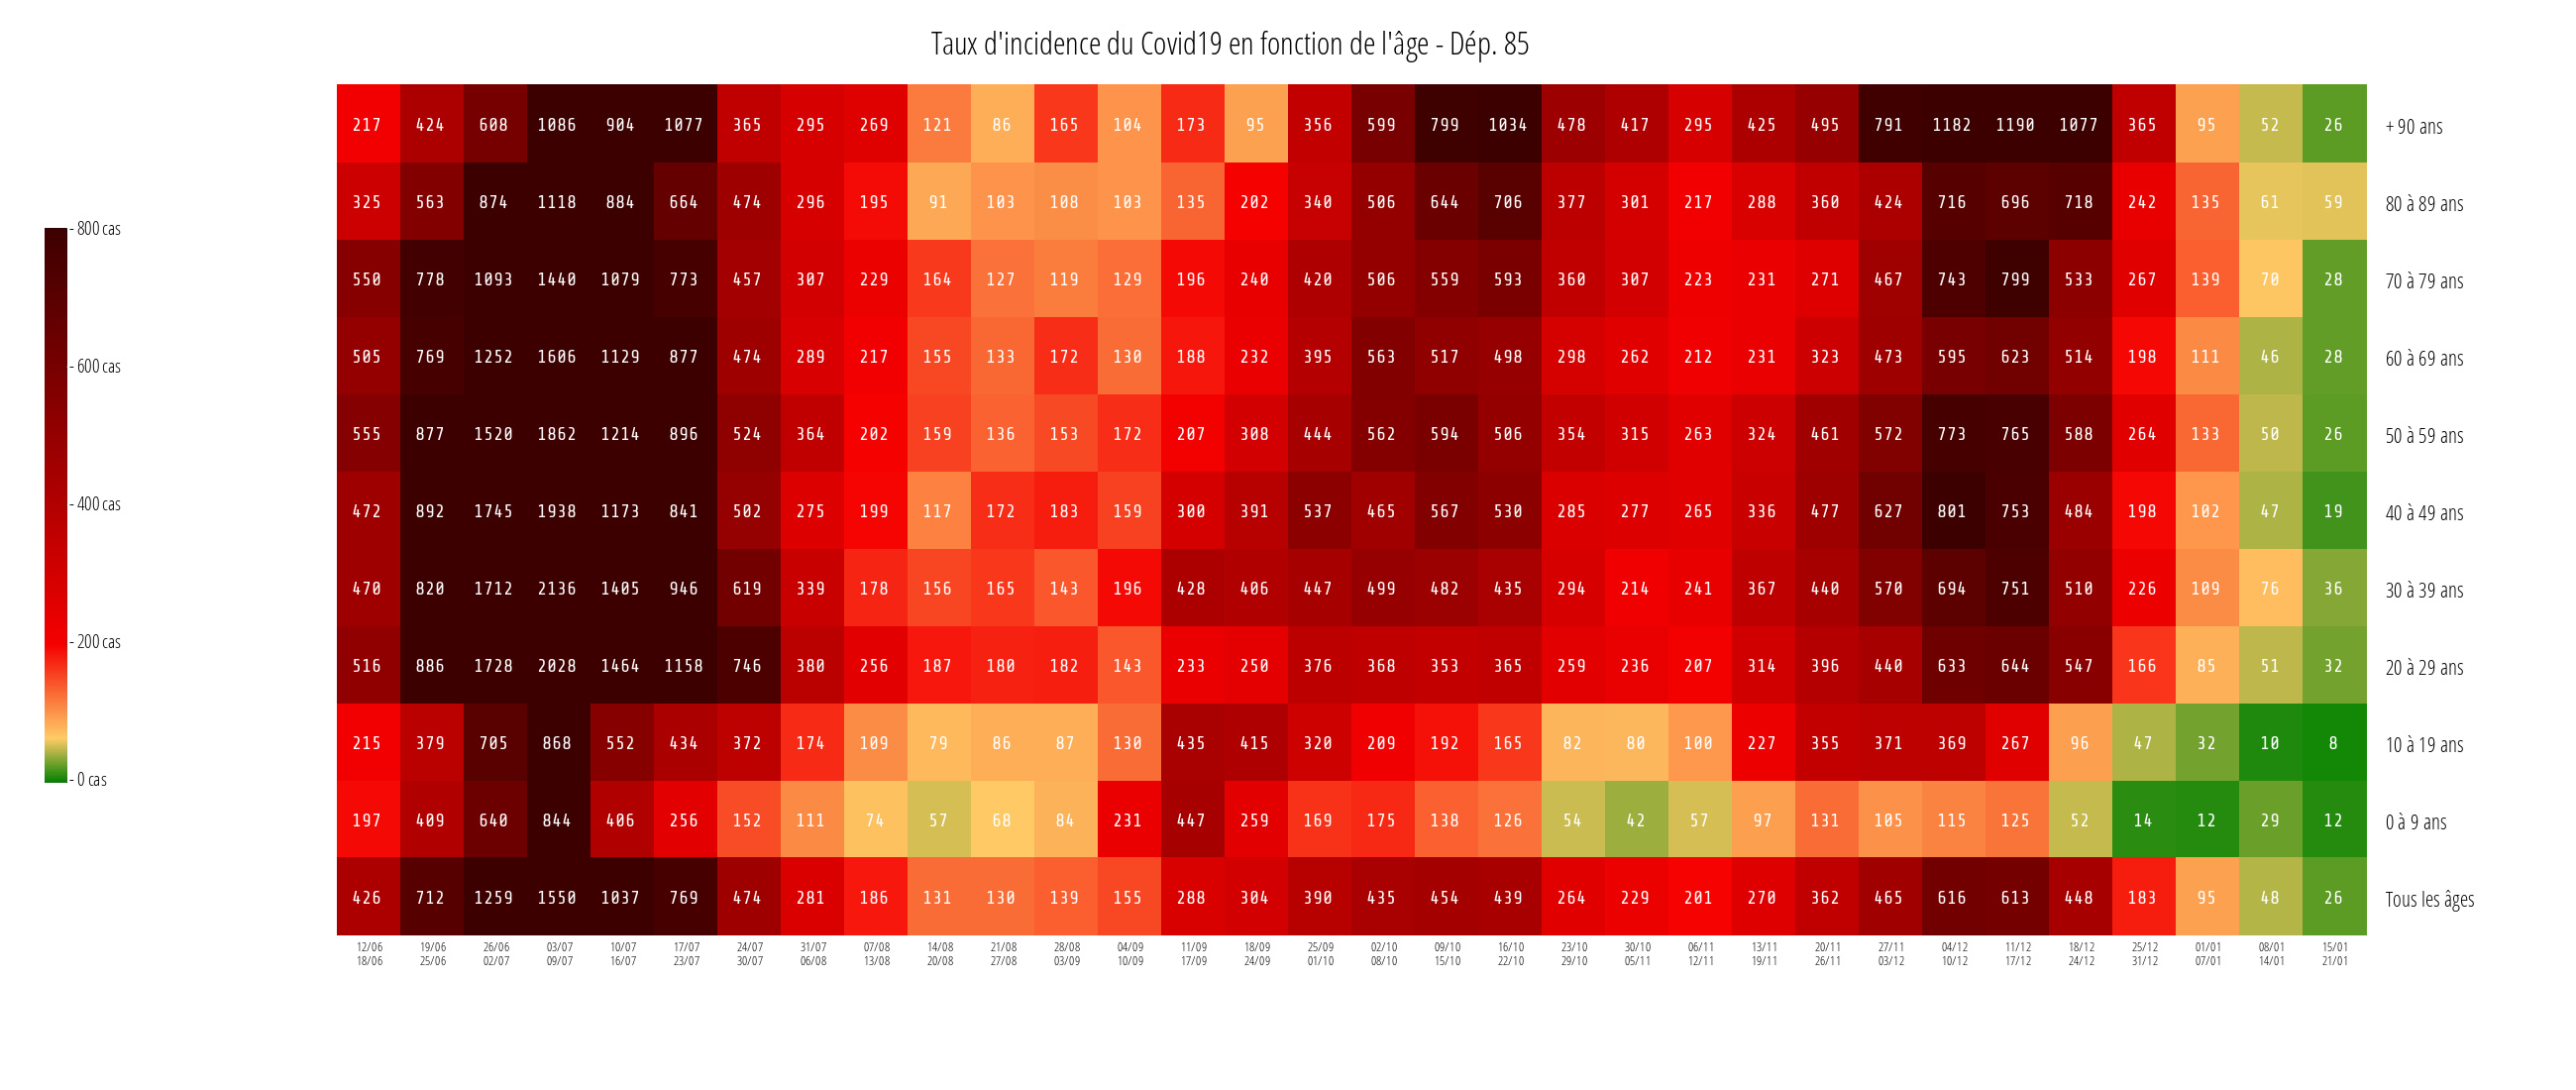 Taux d'incidence du Covid19 en fonction de l'âge - Dép. 85
- 800 cas
- 600 cas
- 400 cas
- 200 cas
- 0 cas
217 424 608 1086 904 1077 365 295 269 121 86 165 104 173 95 356 599 799 1034 478 417 295 425 495 791 1182 1190 1077 365 95 52 26 + 90 ans
325 563 874 1118 884 664 474 296 195 91 103 108 103 135 202 340 506 644 706 377 301 217 288 360 424 716 696 718 242 135 61 59 80 à 89 ans
550 778 1093 1440 1079 773 457 307 229 164 127 119 129 196 240 420 506 559 593 360 307 223 231 271 467 743 799 533 267 139 70 28 70 à 79 ans
505 769 1252 1606 1129 877 474 289 217 155 133 172 130 188 232 395 563 517 498 298 262 212 231 323 473 595 623 514 198 111 46 28 60 à 69 ans
555 877 1520 1862 1214 896 524 364 202 159 136 153 172 207 308 444 562 594 506 354 315 263 324 461 572 773 765 588 264 133 50 26 50 à 59 ans
472 892 1745 1938 1173 841 502 275 199 117 172 183 159 300 391 537 465 567 530 285 277 265 336 477 627 801 753 484 198 102 47 19 40 à 49 ans
470 820 1712 2136 1405 946 619 339 178 156 165 143 196 428 406 447 499 482 435 294 214 241 367 440 570 694 751 510 226 109 76 36 30 à 39 ans
516 886 1728 2028 1464 1158 746 380 256 187 180 182 143 233 250 376 368 353 365 259 236 207 314 396 440 633 644 547 166 85 51 32 20 à 29 ans
215 379 705 868 552 434 372 174 109 79 86 87 130 435 415 320 209 192 165 82 80 100 227 355 371 369 267 96 47 32 10 8 10 à 19 ans
197 409 640 844 406 256 152 111 74 57 68 84 231 447 259 169 175 138 126 54 42 57 97 131 105 115 125 52 14 12 29 12 0 à 9 ans
426 712 1259 1550 1037 769 474 281 186 131 130 139 155 288 304 390 435 454 439 264 229 201 270 362 465 616 613 448 183 95 48 26 Tous les âges
12/06 19/06 26/06 03/07 10/07 17/07 24/07 31/07 07/08 14/08 21/08 28/08 04/09 11/09 18/09 25/09 02/10 09/10 16/10 23/10 30/10 06/11 13/11 20/11 27/11 04/12 11/12 18/12 25/12 01/01 08/01 15/01
18/06 25/06 02/07 09/07 16/07 23/07 30/07 06/08 13/08 20/08 27/08 03/09 10/09 17/09 24/09 01/10 08/10 15/10 22/10 29/10 05/11 12/11 19/11 26/11 03/12 10/12 17/12 24/12 31/12 07/01 14/01 21/01